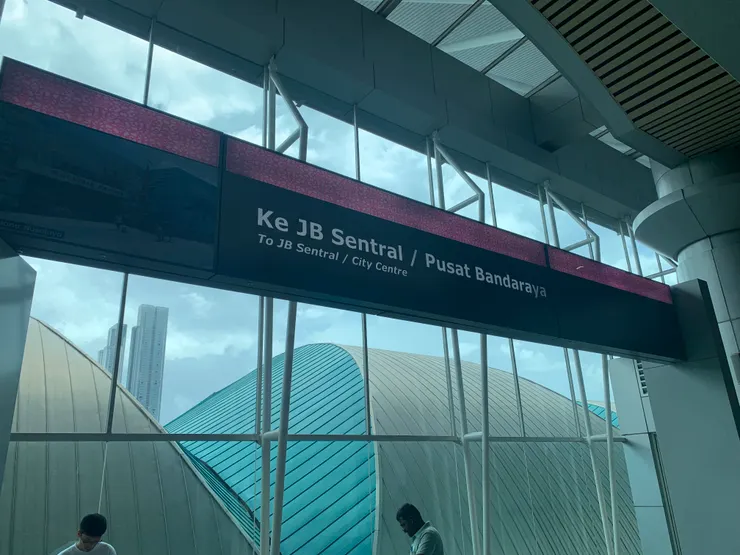 Ke JB Sentral / Pusat Bandaraya
To JB Sentral / City Centre